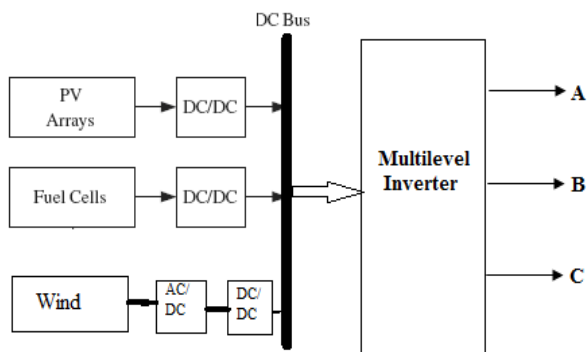 DC Bus
PV
Arrays
DC/DC
Fuel Cells
DC/DC
Wind
AC/
DC
DC/
DC
Multilevel
Inverter
A
B
C